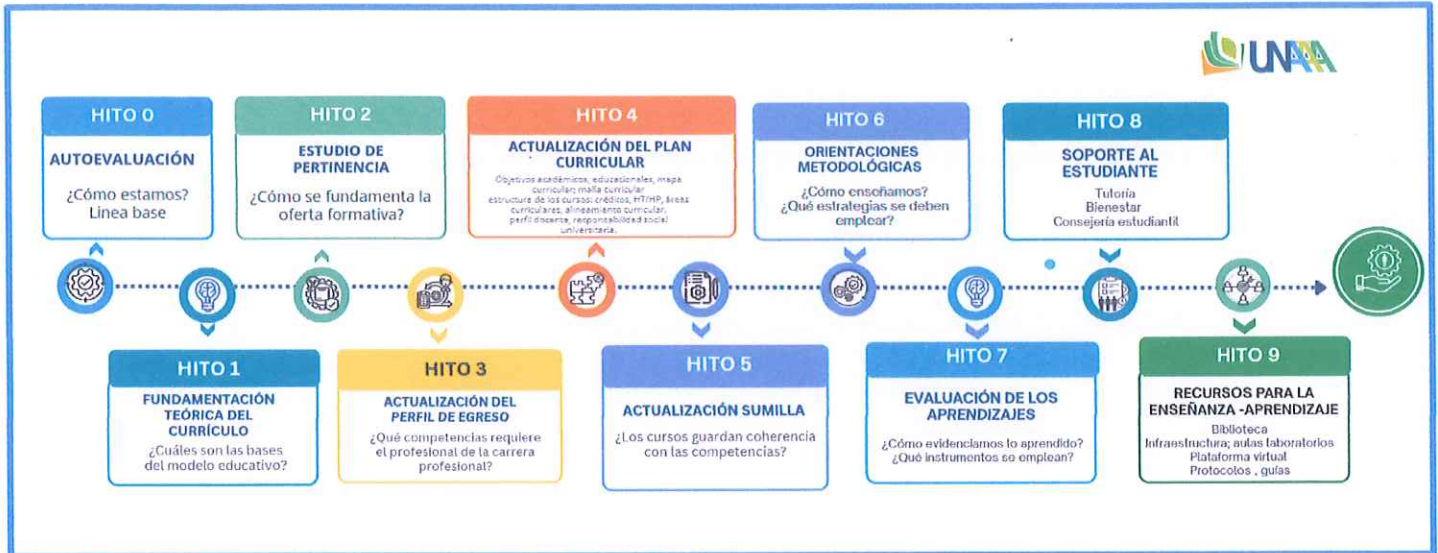 UNAAA
HITO 0
AUTOEVALUACIÓN
¿Cómo estamos?
Linea base
HITO 2
ESTUDIO DE
PERTINENCIA
¿Cómo se fundamenta la
oferta formativa?
HITO 4
ACTUALIZACIÓN DEL PLAN
CURRICULAR
Objetivos académicos, educacionales, mapa
curricular; malla curricular
estructura de los cursos: créditos, HT/HP, áreas
curriculares, alineamiento curricular,
perfil docente, responsabilidad social
universitaria.
HITO 6
ORIENTACIONES
METODOLÓGICAS
¿Cómo enseñamos?
¿Qué estrategias se deben
emplear?
HITO 8
SOPORTE AL
ESTUDIANTE
Tutoría
Bienestar
Consejería estudiantil
HITO 1
FUNDAMENTACIÓN
TEÓRICA DEL
CURRÍCULO
¿Cuáles son las bases
del modelo educativo?
HITO 3
ACTUALIZACIÓN DEL
PERFIL DE EGRESO
¿Qué competencias requiere
el profesional de la carrera
profesional?
HITO 5
ACTUALIZACIÓN SUMILLA
¿Los cursos guardan coherencia
con las competencias?
HITO 7
EVALUACIÓN DE LOS
APRENDIZAJES
¿Cómo evidenciamos lo aprendido?
¿Qué instrumentos se emplean?
HITO 9
RECURSOS PARA LA
ENSEÑANZA -APRENDIZAJE
Biblioteca
Infraestructura; aulas laboratorios
Plataforma virtual
Protocolos , guías